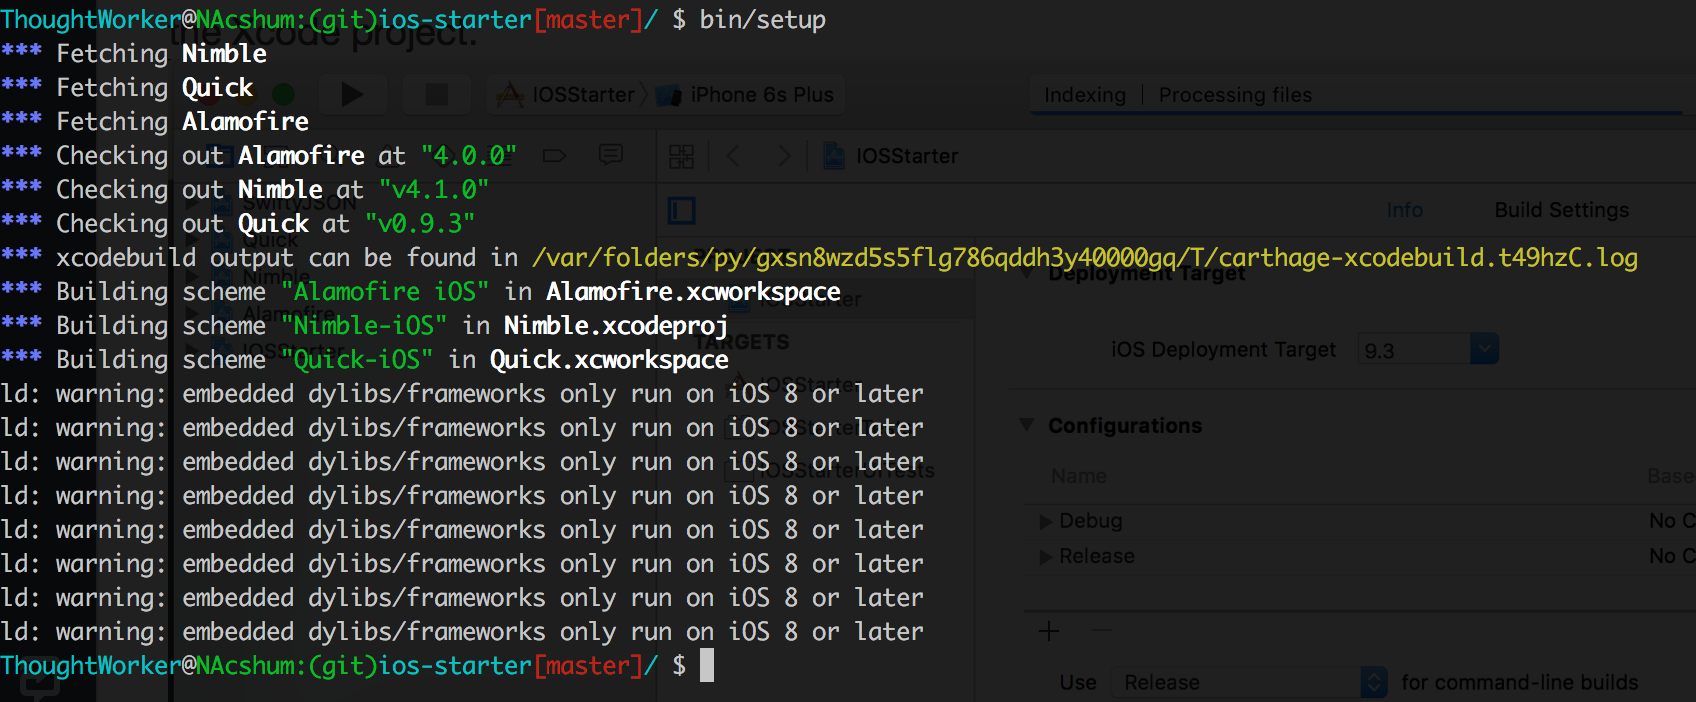 ThoughtWorker@NAcshum:(git)ios-starter[master]/ $ bin/setup
the Xcode project.
*** Fetching Nimble
*** Fetching Quick
IOSStarter iPhone 6s Plus
Indexing | Processing files
*** Fetching Alamofire
*** Checking out Alamofire at "4.0.0"
IOSStarter
*** Checking out Nimble at "v4.1.0"
SwiftyJSON
Info Build Settings
*** Checking out Quick at "v0.9.3"
Quick
PROJECT
*** xcodebuild output can be found in /var/folders/py/gxsn8wzd5s5flg786qddh3y40000gq/T/carthage-xcodebuild.t49hzC.log
Nimble
Deployment Target
*** Building scheme "Alamofire iOS" in Alamofire.xcworkspace
IOSStarter
Alamofire
*** Building scheme "Nimble-iOS" in Nimble.xcodeproj
TARGETS
IOSStarter
iOS Deployment Target 9.3
*** Building scheme "Quick-iOS" in Quick.xcworkspace
IOSStarter
ld: warning: embedded dylibs/frameworks only run on iOS 8 or later
ld: warning: embedded dylibs/frameworks only run on iOS 8 or later
Configurations
ld: warning: embedded dylibs/frameworks only run on iOS 8 or later
IOSStarterUITests
Name Base
ld: warning: embedded dylibs/frameworks only run on iOS 8 or later
Debug No C
ld: warning: embedded dylibs/frameworks only run on iOS 8 or later
Release No C
ld: warning: embedded dylibs/frameworks only run on iOS 8 or later
ld: warning: embedded dylibs/frameworks only run on iOS 8 or later
ld: warning: embedded dylibs/frameworks only run on iOS 8 or later
ThoughtWorker@NAcshum:(git)ios-starter[master]/ $
Use Release for command-line builds